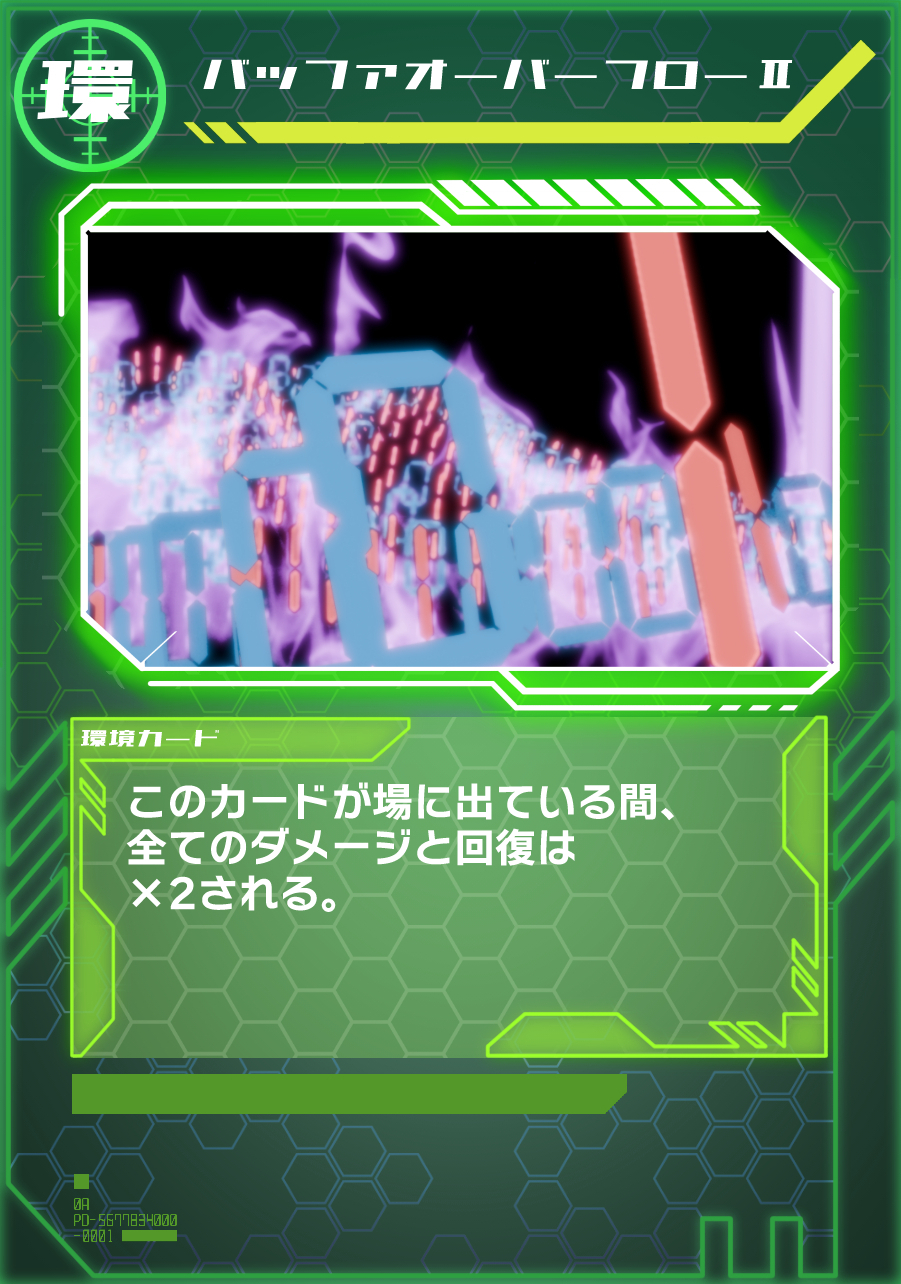 環
バッファオーバーフローⅡ
環境カード
このカードが場に出ている間、
全てのダメージと回復は
×2される。
0A
PD-5677834000
-0001